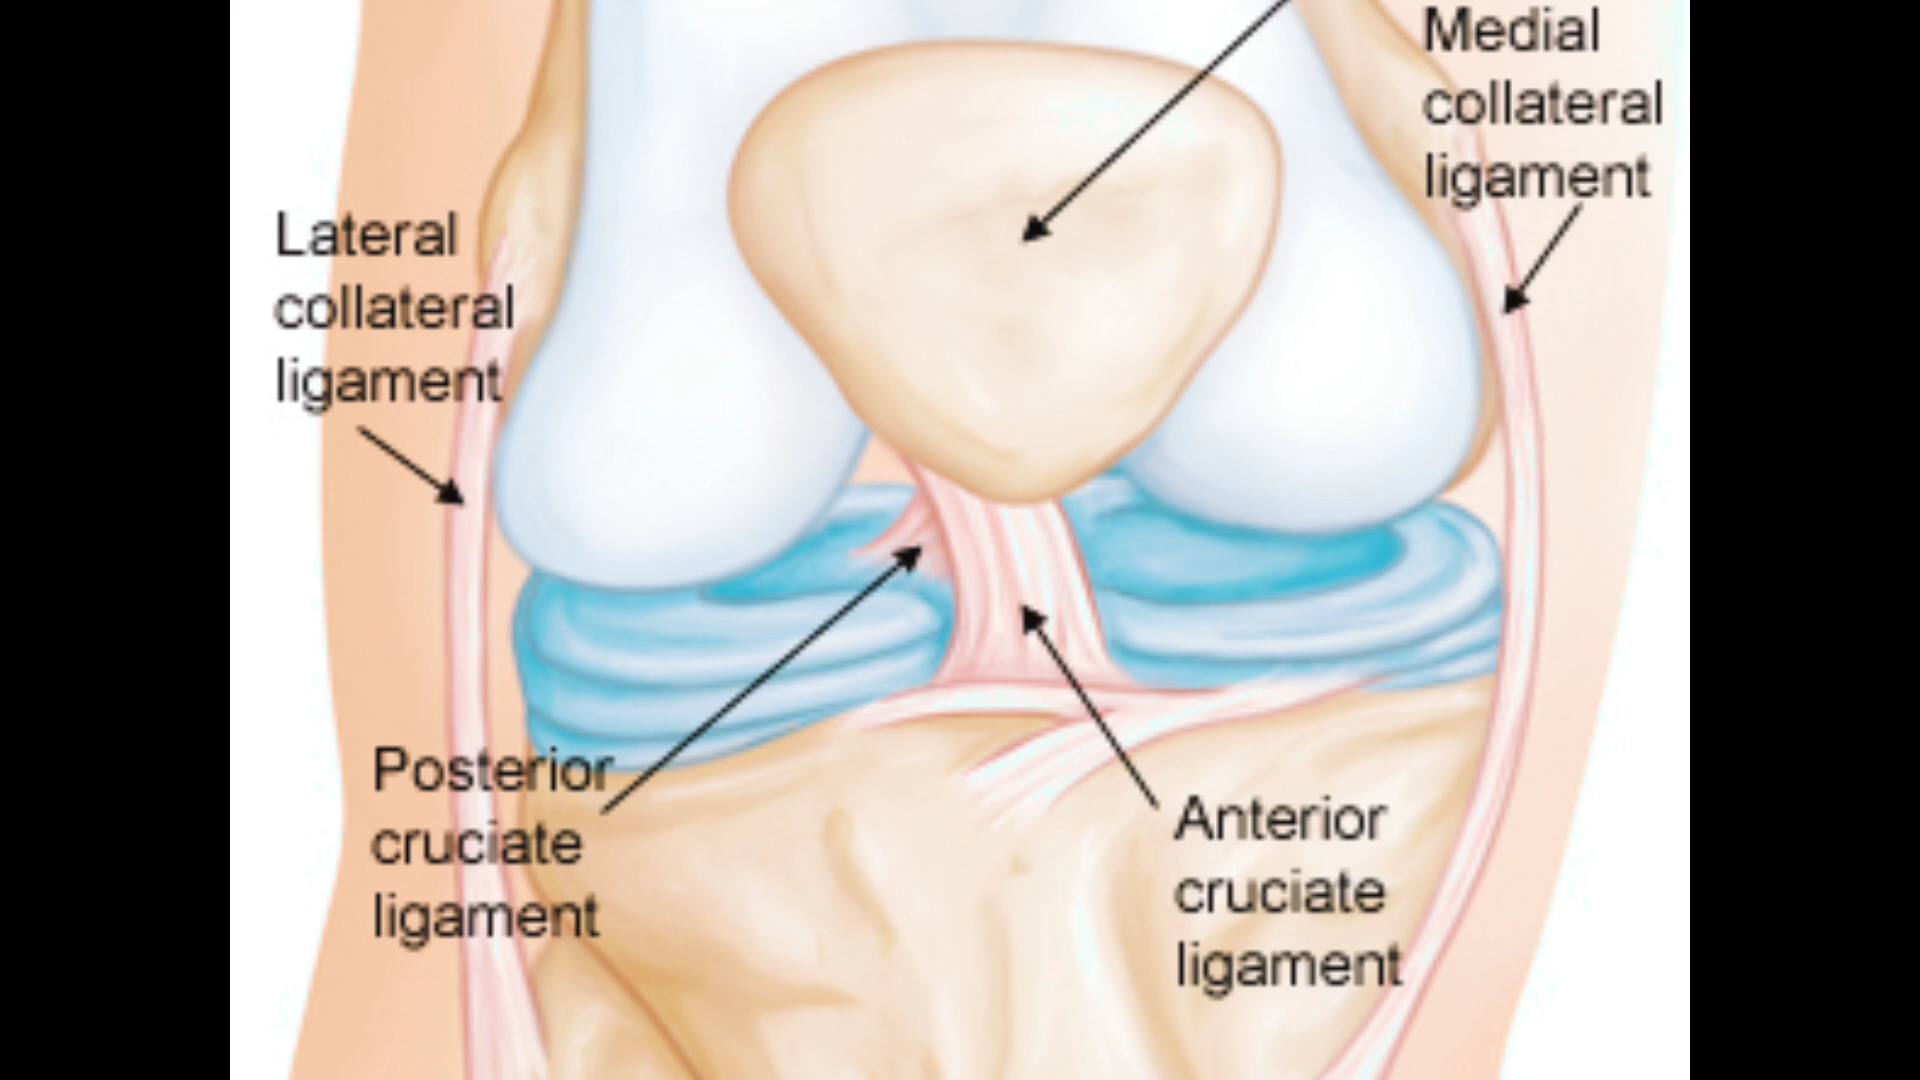 Medial
collateral
ligament
Lateral
collateral
ligament
Posterior
cruciate
ligament
Anterior
cruciate
ligament